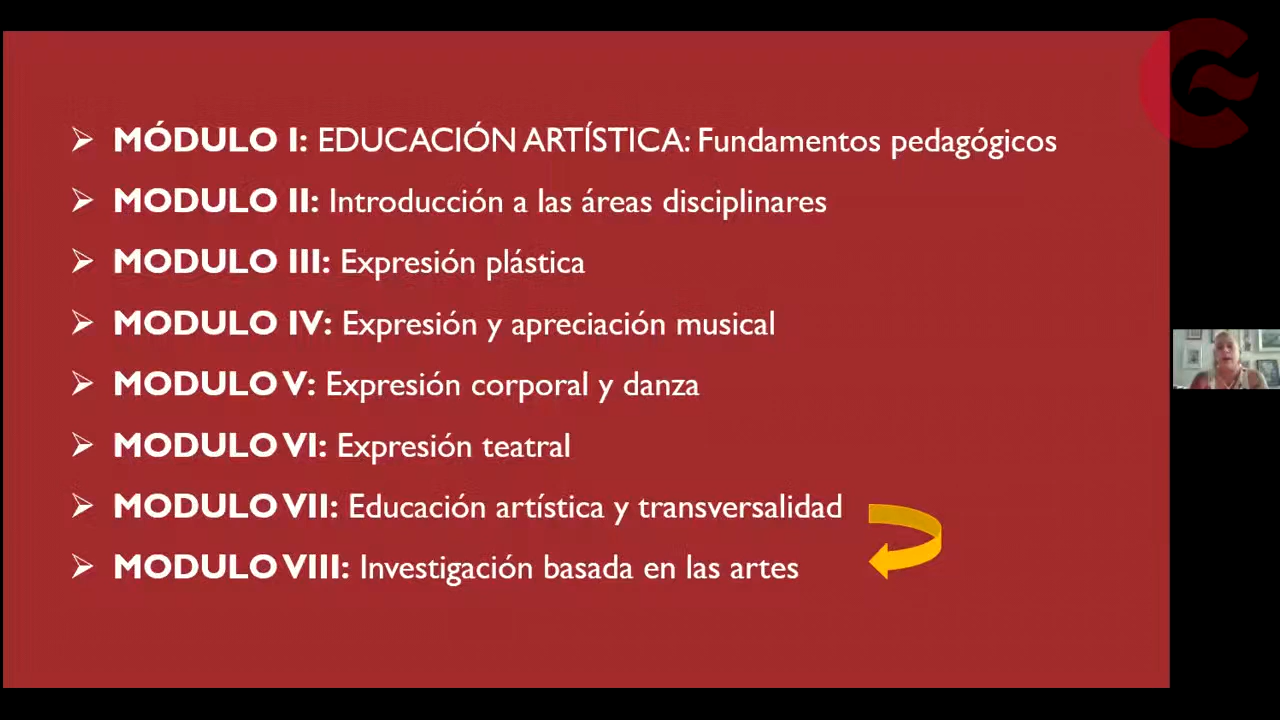 MÓDULO I: EDUCACIÓN ARTÍSTICA: Fundamentos pedagógicos
MODULO II: Introducción a las áreas disciplinares
MODULO III: Expresión plástica
MODULO IV: Expresión y apreciación musical
MODULO V: Expresión corporal y danza
MODULO VI: Expresión teatral
MODULO VII: Educación artística y transversalidad
MODULO VIII: Investigación basada en las artes